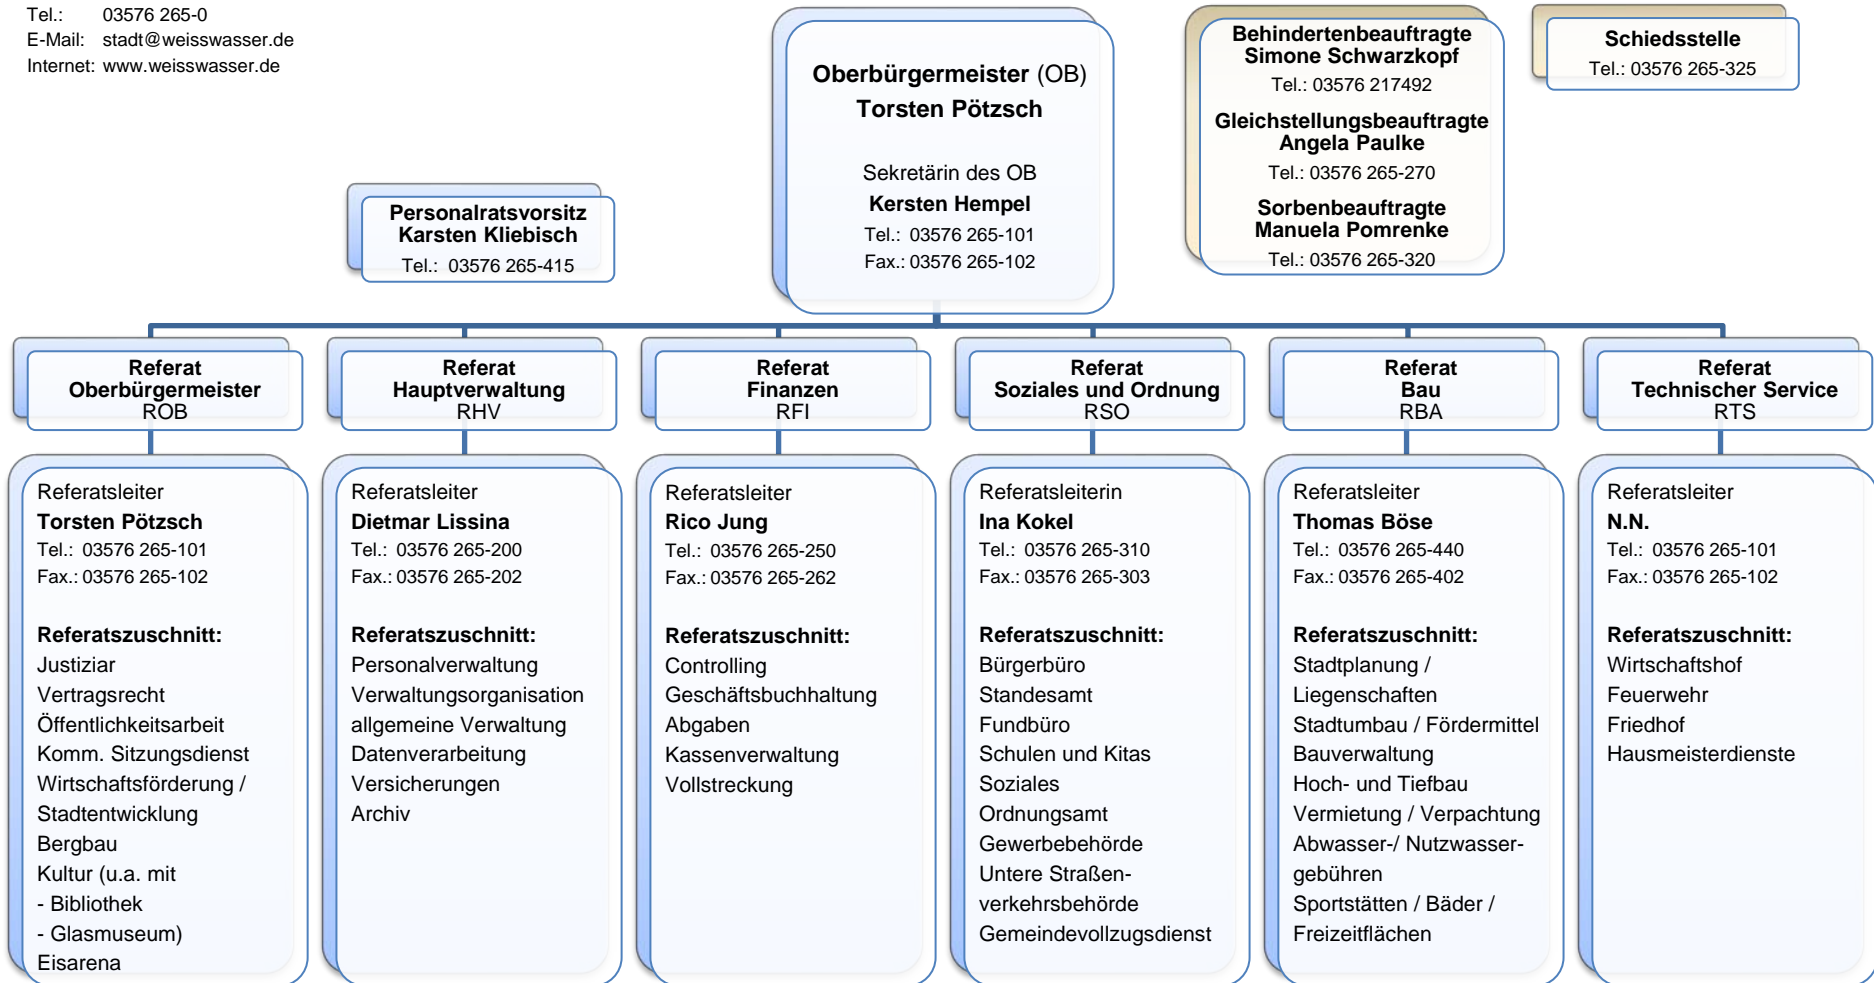 Tel.: 03576 265-0
E-Mail: stadt@weisswasser.de
Internet: www.weisswasser.de
Oberbürgermeister (OB)
Torsten Pötzsch
Sekretärin des OB
Kersten Hempel
Tel.: 03576 265-101
Fax.: 03576 265-102
Behindertenbeauftragte
Simone Schwarzkopf
Tel.: 03576 217492
Gleichstellungsbeauftragte
Angela Paulke
Tel.: 03576 265-270
Sorbenbeauftragte
Manuela Pomrenke
Tel.: 03576 265-320
Schiedsstelle
Tel.: 03576 265-325
Personalratsvorsitz
Karsten Kliebisch
Tel.: 03576 265-415
Referat
Oberbürgermeister
ROB
Referat
Hauptverwaltung
RHV
Referat
Finanzen
RFI
Referat
Soziales und Ordnung
RSO
Referat
Bau
RBA
Referat
Technischer Service
RTS
Referatsleiter
Torsten Pötzsch
Tel.: 03576 265-101
Fax.: 03576 265-102
Referatszuschnitt:
Justiziar
Vertragsrecht
Öffentlichkeitsarbeit
Komm. Sitzungsdienst
Wirtschaftsförderung /
Stadtentwicklung
Bergbau
Kultur (u.a. mit
- Bibliothek
- Glasmuseum)
Eisarena
Referatsleiter
Dietmar Lissina
Tel.: 03576 265-200
Fax.: 03576 265-202
Referatszuschnitt:
Personalverwaltung
Verwaltungsorganisation
allgemeine Verwaltung
Datenverarbeitung
Versicherungen
Archiv
Referatsleiter
Rico Jung
Tel.: 03576 265-250
Fax.: 03576 265-262
Referatszuschnitt:
Controlling
Geschäftsbuchhaltung
Abgaben
Kassenverwaltung
Vollstreckung
Referatsleiterin
Ina Kokel
Tel.: 03576 265-310
Fax.: 03576 265-303
Referatszuschnitt:
Bürgerbüro
Standesamt
Fundbüro
Schulen und Kitas
Soziales
Ordnungsamt
Gewerbebehörde
Untere Straßen-
verkehrsbehörde
Gemeindevollzugsdienst
Referatsleiter
Thomas Böse
Tel.: 03576 265-440
Fax.: 03576 265-402
Referatszuschnitt:
Stadtplanung /
Liegenschaften
Stadtumbau / Fördermittel
Bauverwaltung
Hoch- und Tiefbau
Vermietung / Verpachtung
Abwasser-/ Nutzwasser-
gebühren
Sportstätten / Bäder /
Freizeitflächen
Referatsleiter
N.N.
Tel.: 03576 265-101
Fax.: 03576 265-102
Referatszuschnitt:
Wirtschaftshof
Feuerwehr
Friedhof
Hausmeisterdienste